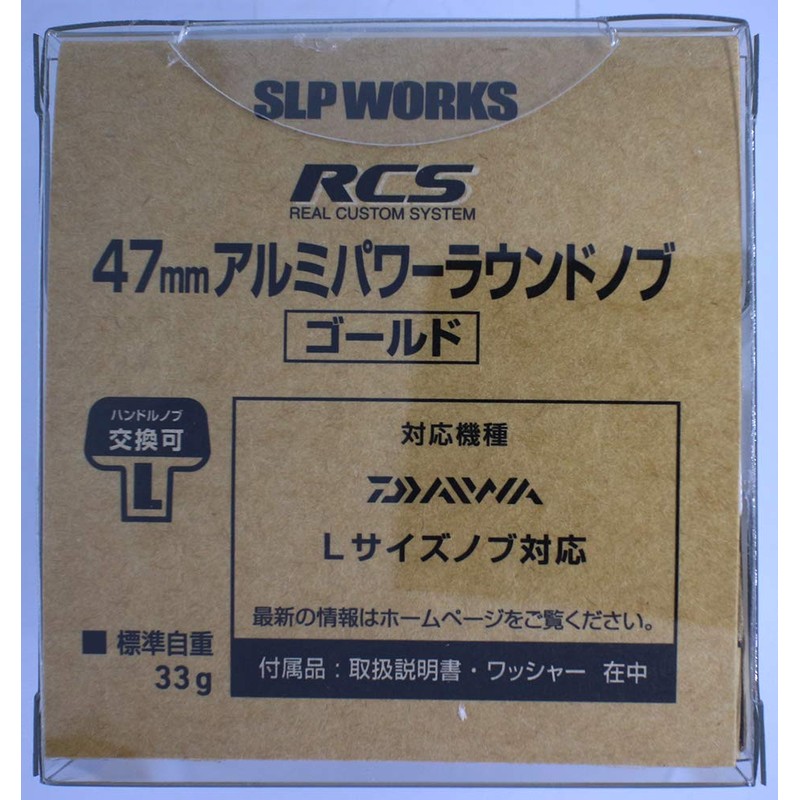 SLP WORKS
RCS
REAL CUSTOM SYSTEM
47mmアルミパワーラウンドノブ
ゴールド
ハンドルノブ
交換可
L
対応機種
DAIWA
Lサイズノブ対応
最新の情報はホームページをご覧ください。
■ 標準自重
33g
付属品：取扱説明書・ワッシャー 在中